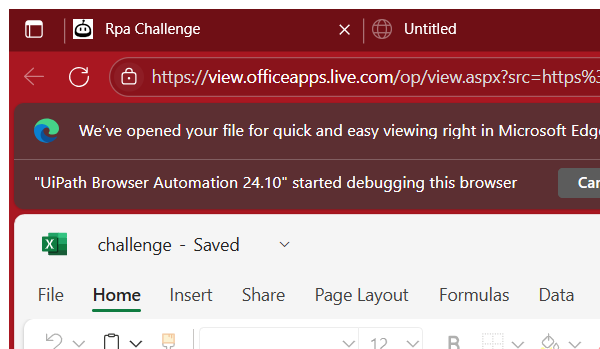 Rpa Challenge
Untitled
https://view.officeapps.live.com/op/view.aspx?src=https%3
We've opened your file for quick and easy viewing right in Microsoft Edge
"UiPath Browser Automation 24.10" started debugging this browser
Can
challenge - Saved
File Home Insert Share Page Layout Formulas Data
12 B